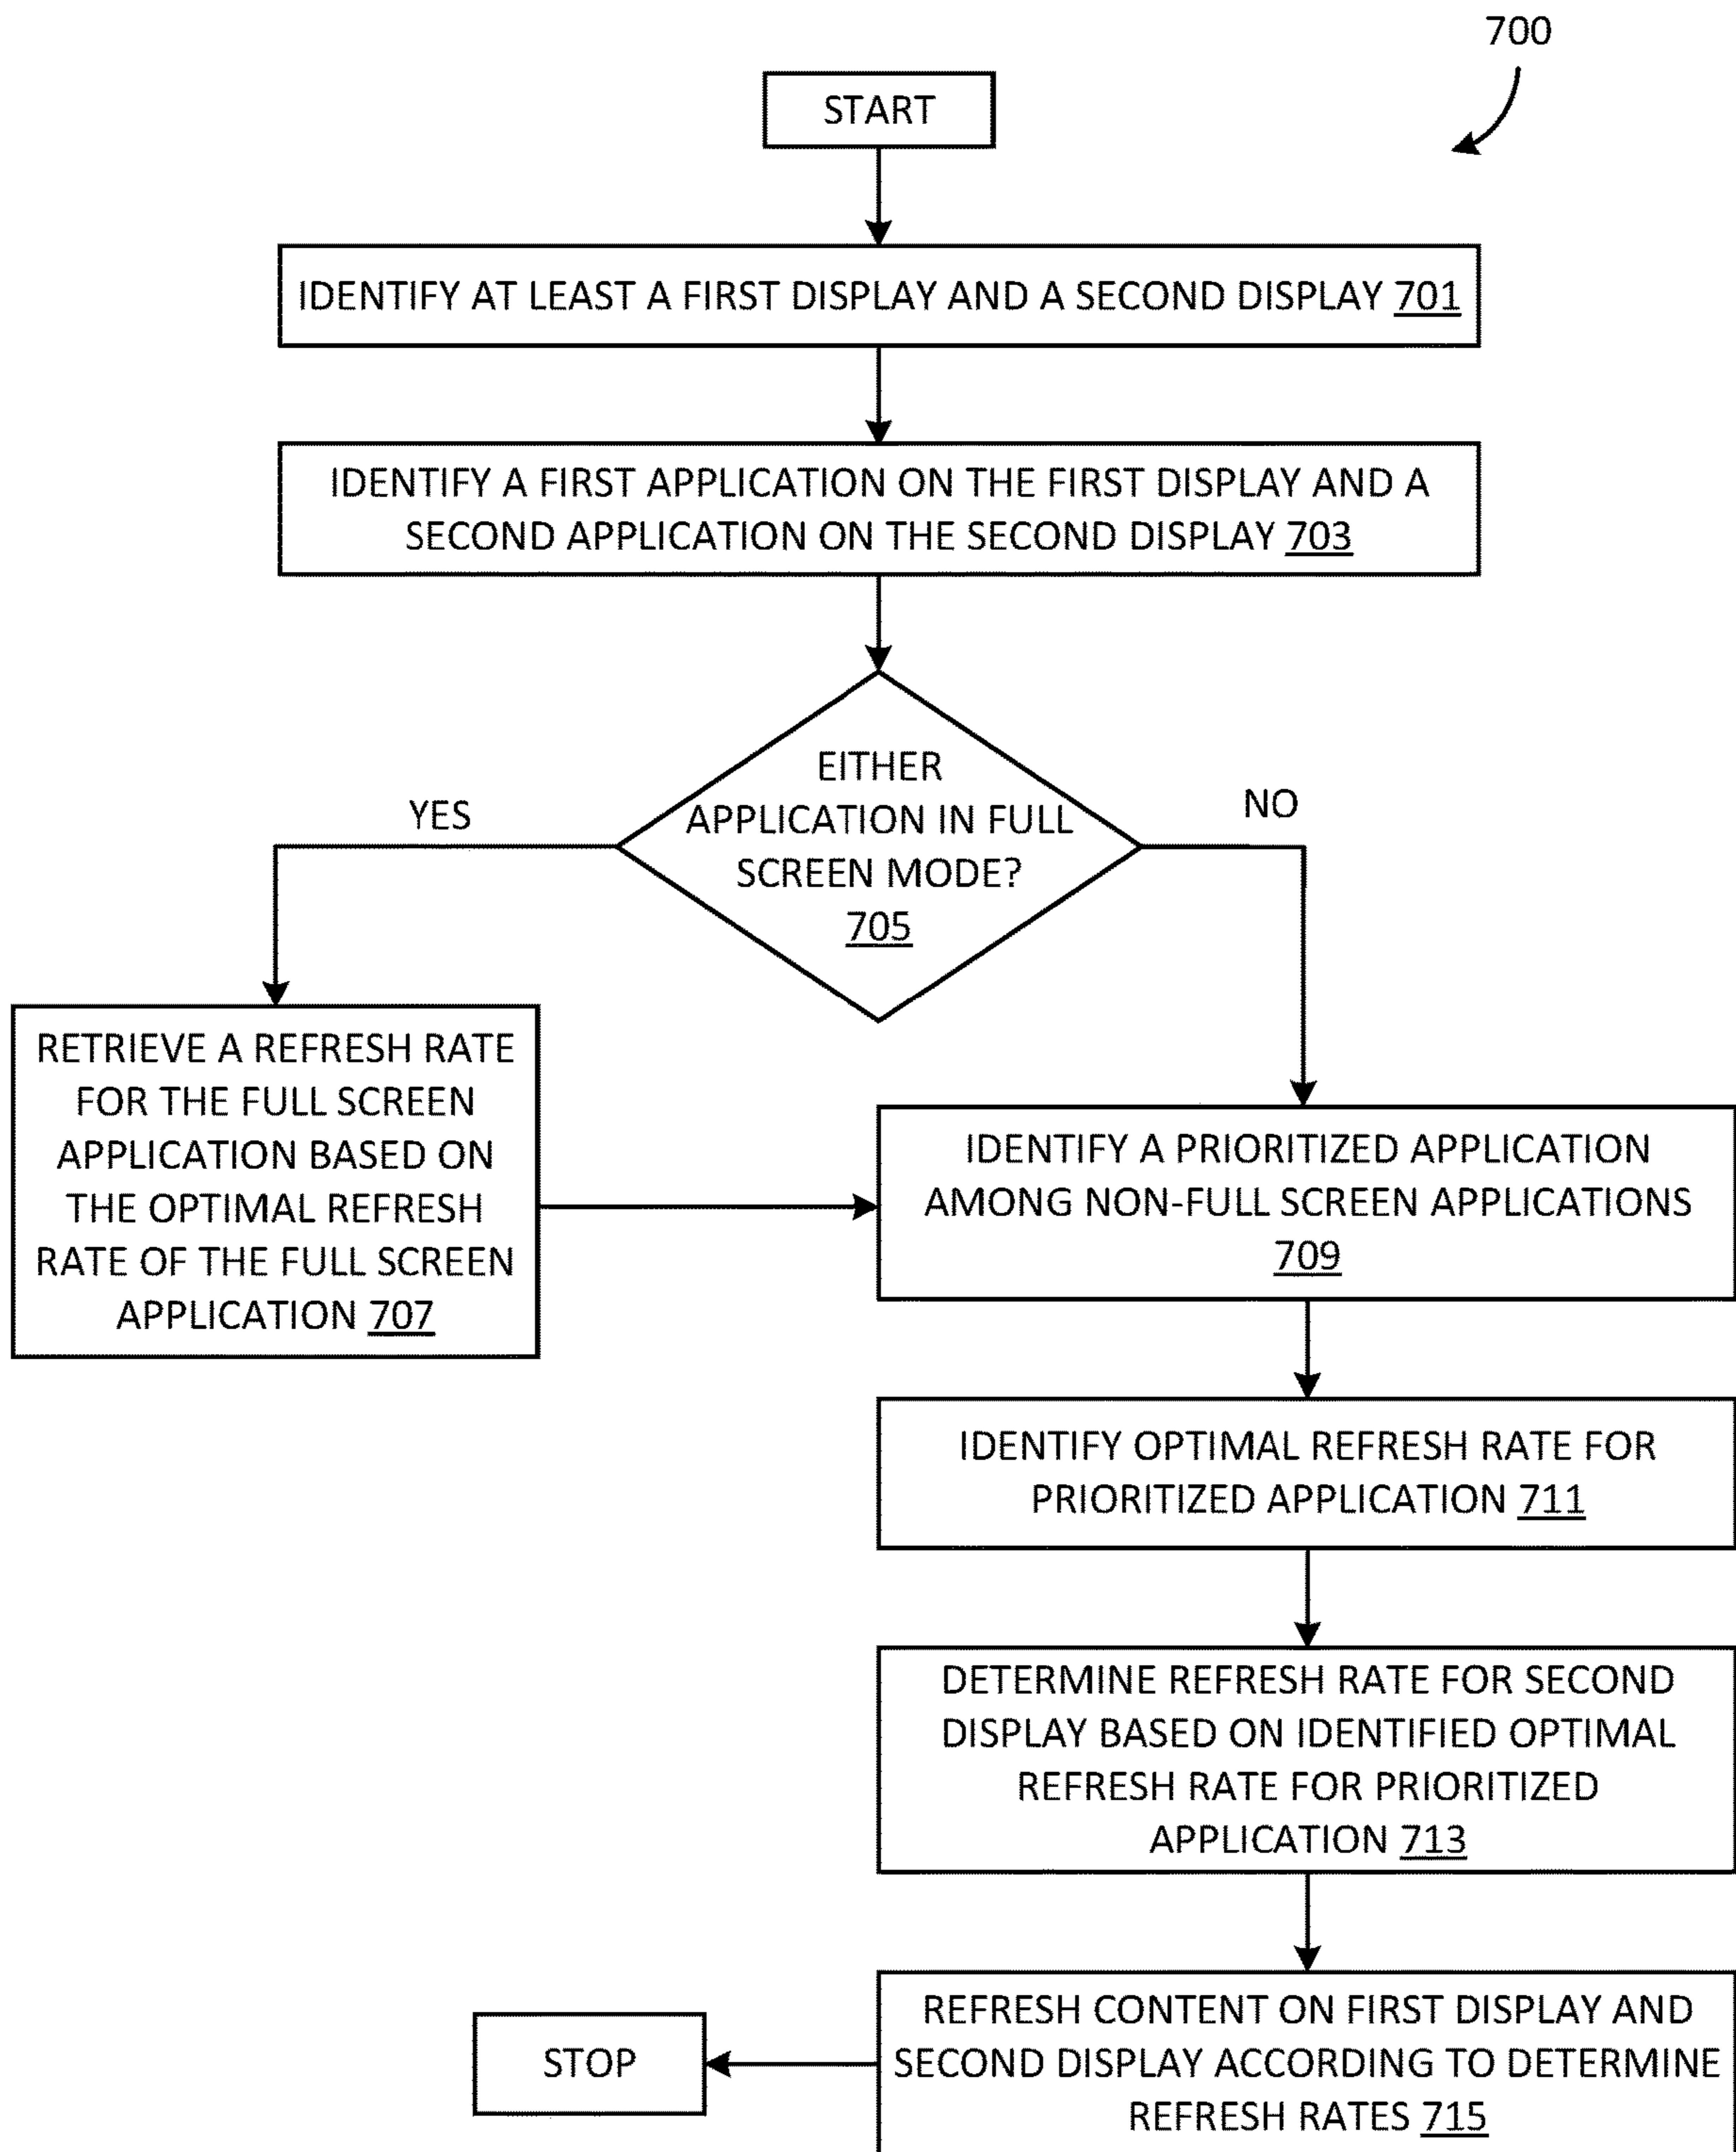 700
START
IDENTIFY AT LEAST A FIRST DISPLAY AND A SECOND DISPLAY 701
IDENTIFY A FIRST APPLICATION ON THE FIRST DISPLAY AND A
SECOND APPLICATION ON THE SECOND DISPLAY 703
EITHER
APPLICATION IN FULL
SCREEN MODE?
705
YES
NO
RETRIEVE A REFRESH RATE
FOR THE FULL SCREEN
APPLICATION BASED ON
THE OPTIMAL REFRESH
RATE OF THE FULL SCREEN
APPLICATION 707
IDENTIFY A PRIORITIZED APPLICATION
AMONG NON-FULL SCREEN APPLICATIONS
709
IDENTIFY OPTIMAL REFRESH RATE FOR
PRIORITIZED APPLICATION 711
DETERMINE REFRESH RATE FOR SECOND
DISPLAY BASED ON IDENTIFIED OPTIMAL
REFRESH RATE FOR PRIORITIZED
APPLICATION 713
REFRESH CONTENT ON FIRST DISPLAY AND
SECOND DISPLAY ACCORDING TO DETERMINE
REFRESH RATES 715
STOP